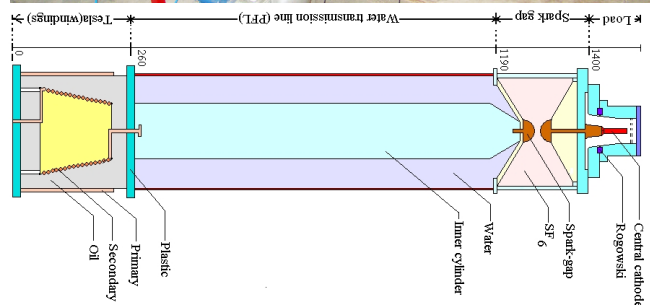 Tesla(windings)
Water transmission line (PFL)
Spark gap
Load
0
260
1190
1400
Oil
Secondary
Primary
Plastic
Inner cylinder
Water
SF 6
Spark-gap
Rogowski
Central cathode